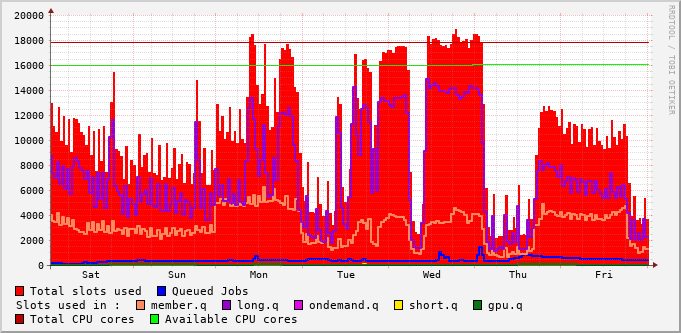 RRDTOOL / TOBI OETIKER
20000
18000
16000
14000
12000
10000
8000
6000
4000
2000
0
Sat Sun Mon Tue Wed Thu Fri
Total slots used Queued Jobs
Slots used in : member.q long.q ondemand.q short.q gpu.q
Total CPU cores Available CPU cores